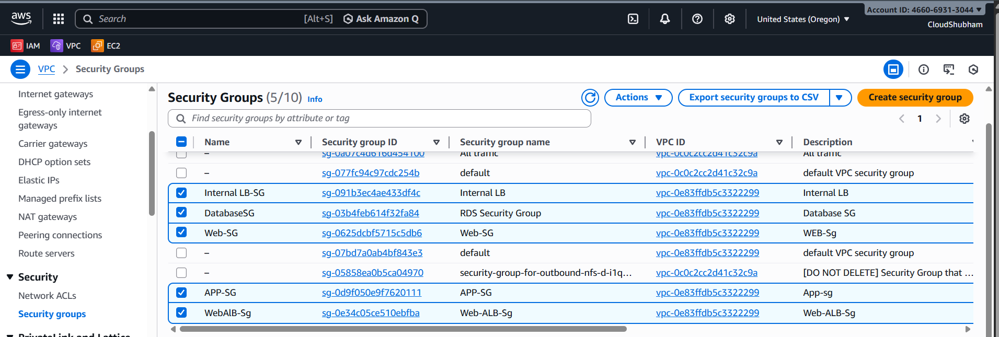 aws Search [Alt+S] Ask Amazon Q United States (Oregon) ▼ Account ID: 4660-6931-3044 ▼
CloudShubham
IAM VPC EC2
VPC > Security Groups
Internet gateways
Egress-only internet
gateways
Carrier gateways
DHCP option sets
Elastic IPs
Managed prefix lists
NAT gateways
Peering connections
Route servers
▼ Security
Network ACLs
Security groups
▼ PrivateLink and Lattice
Security Groups (5/10) Info Actions ▼ Export security groups to CSV ▼ Create security group
Find security groups by attribute or tag < 1 >
Name Security group ID Security group name VPC ID Description
– sg-0a07c4d616d454100 All traffic vpc-0c0c2cc2d41c32c9a All traffic
– sg-077fc94c97cdc254b default vpc-0c0c2cc2d41c32c9a default VPC security group
Internal LB-SG sg-091b3ec4ae433df4c Internal LB vpc-0e83ffdb5c3322299 Internal LB
DatabaseSG sg-03b4feb614f32fa84 RDS Security Group vpc-0e83ffdb5c3322299 Database SG
Web-SG sg-0625dcbf5715c5db6 Web-SG vpc-0e83ffdb5c3322299 WEB-Sg
– sg-07bd7a0ab4bf843e3 default vpc-0e83ffdb5c3322299 default VPC security group
– sg-05858ea0b5ca04970 security-group-for-outbound-nfs-d-i1q... vpc-0c0c2cc2d41c32c9a [DO NOT DELETE] Security Group that ...
APP-SG sg-0d9f050e9f7620111 APP-SG vpc-0e83ffdb5c3322299 App-sg
WebAlB-Sg sg-0e34c05ce510ebfba Web-ALB-Sg vpc-0e83ffdb5c3322299 Web-ALB-Sg